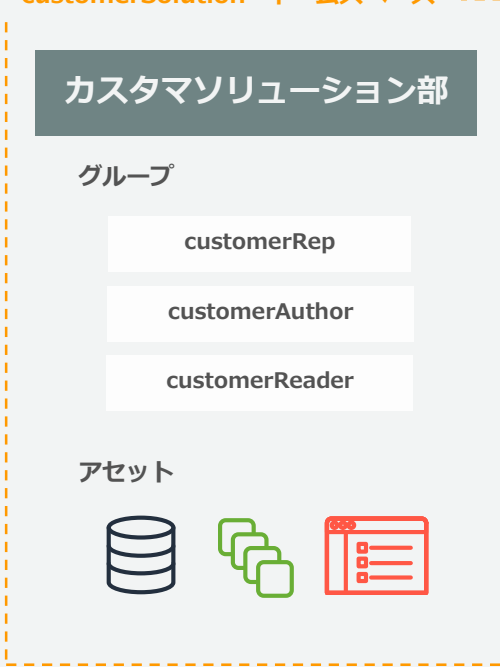 カスタマソリューション部
グループ
customerRep
customerAuthor
customerReader
アセット